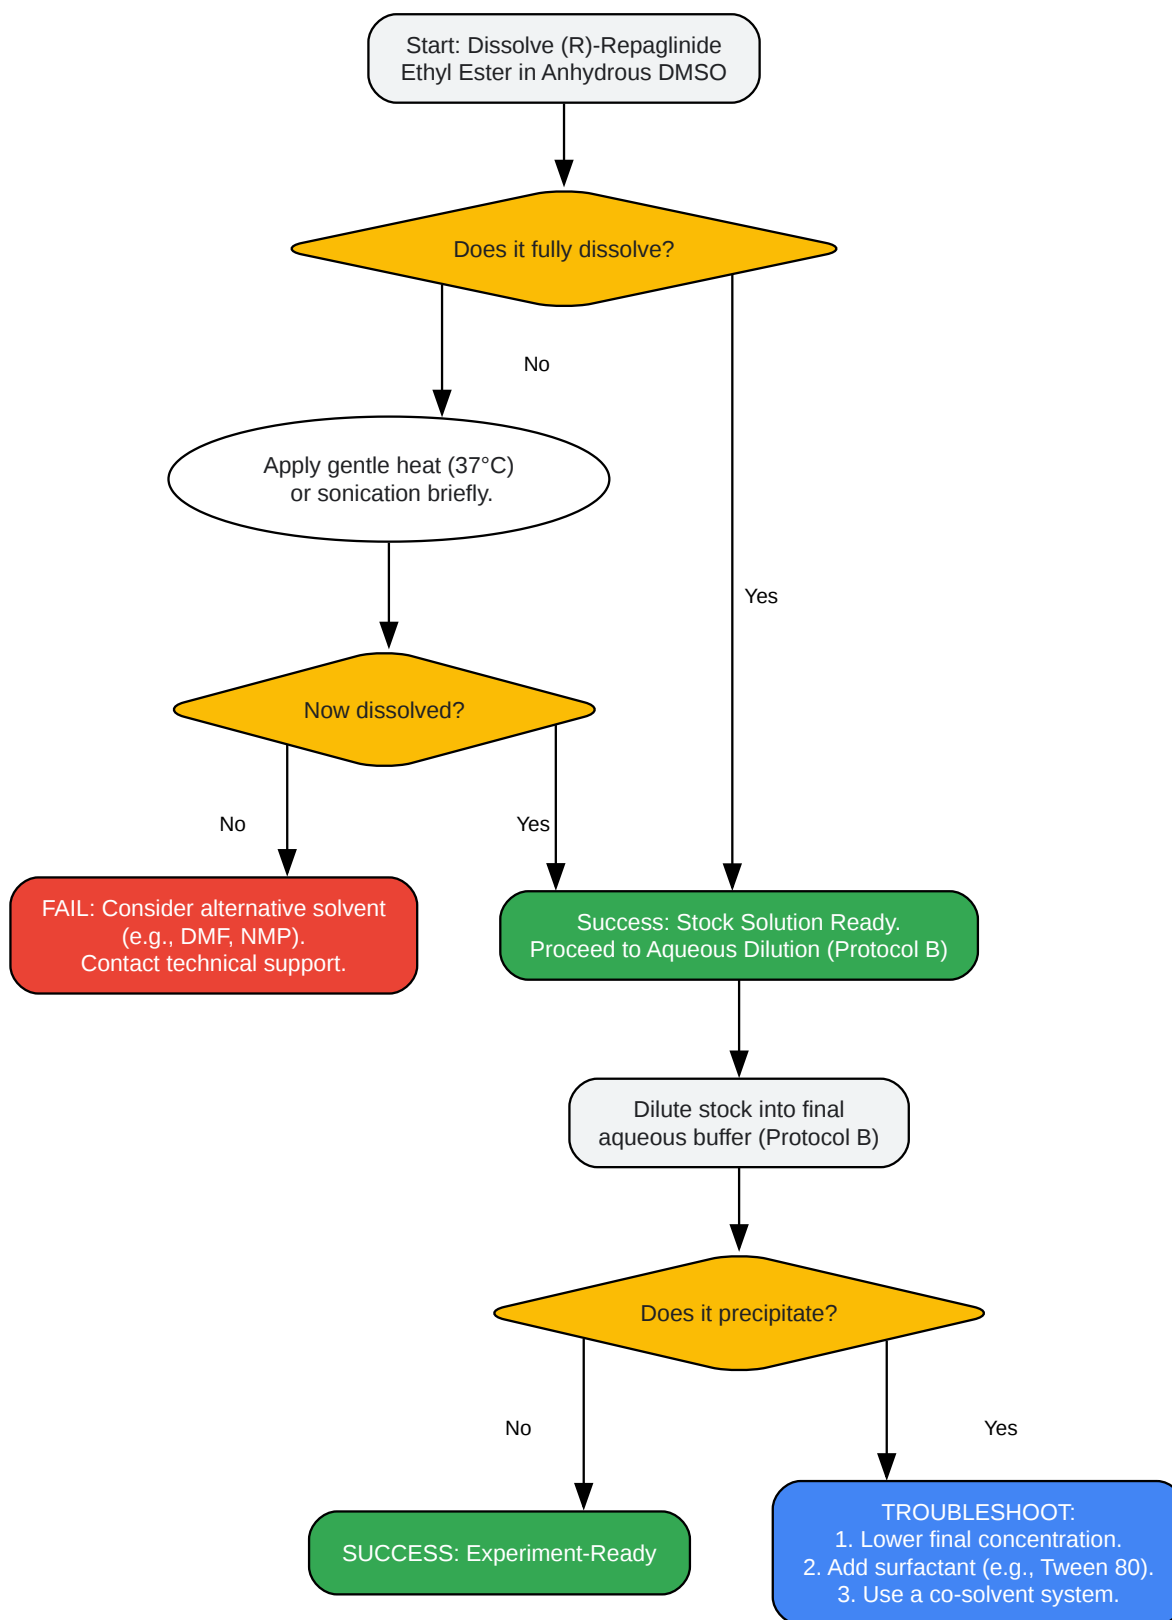 Start: Dissolve (R)-Repaglinide
Ethyl Ester in Anhydrous DMSO
Does it fully dissolve?
No
Apply gentle heat (37°C)
or sonication briefly.
Yes
Now dissolved?
No
Yes
FAIL: Consider alternative solvent
(e.g., DMF, NMP).
Contact technical support.
Success: Stock Solution Ready.
Proceed to Aqueous Dilution (Protocol B)
Dilute stock into final
aqueous buffer (Protocol B)
Does it precipitate?
No
Yes
SUCCESS: Experiment-Ready
TROUBLESHOOT:
1. Lower final concentration.
2. Add surfactant (e.g., Tween 80).
3. Use a co-solvent system.